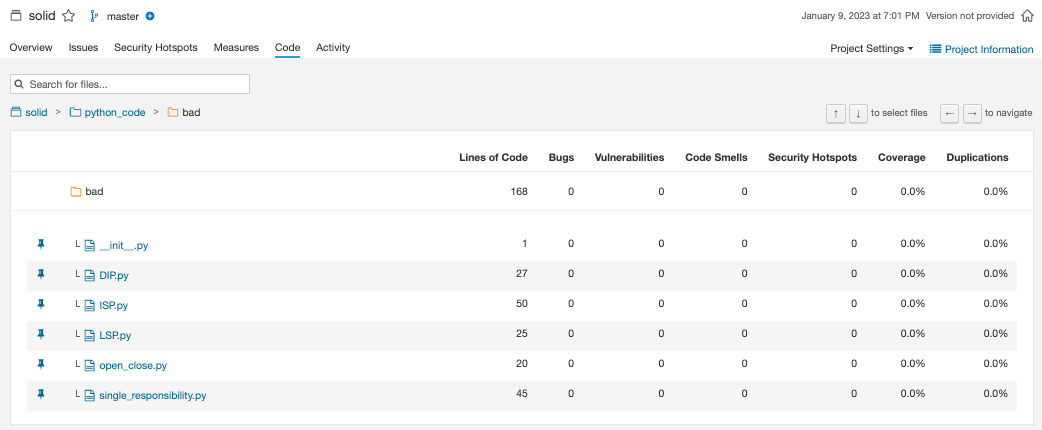 solid master January 9, 2023 at 7:01 PM Version not provided
Overview Issues Security Hotspots Measures Code Activity Project Settings Project Information
Search for files...
solid > python_code > bad ↑ ↓ to select files ← → to navigate
Lines of Code Bugs Vulnerabilities Code Smells Security Hotspots Coverage Duplications
bad 168 0 0 0 0 0.0% 0.0%
__init__.py 1 0 0 0 0 0.0% 0.0%
DIP.py 27 0 0 0 0 0.0% 0.0%
ISP.py 50 0 0 0 0 0.0% 0.0%
LSP.py 25 0 0 0 0 0.0% 0.0%
open_close.py 20 0 0 0 0 0.0% 0.0%
single_responsibility.py 45 0 0 0 0 0.0% 0.0%